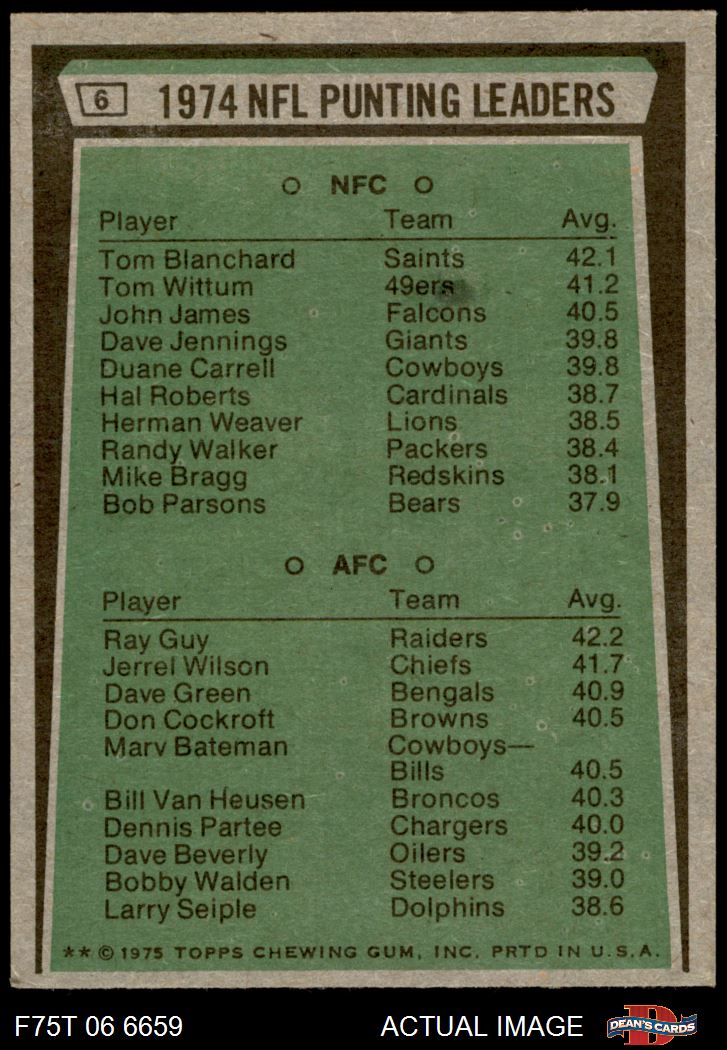 6 1974 NFL PUNTING LEADERS
NFC
Player Team Avg.
Tom Blanchard Saints 42.1
Tom Wittum 49ers 41.2
John James Falcons 40.5
Dave Jennings Giants 39.8
Duane Carrell Cowboys 39.8
Hal Roberts Cardinals 38.7
Herman Weaver Lions 38.5
Randy Walker Packers 38.4
Mike Bragg Redskins 38.1
Bob Parsons Bears 37.9
AFC
Player Team Avg.
Ray Guy Raiders 42.2
Jerrel Wilson Chiefs 41.7
Dave Green Bengals 40.9
Don Cockroft Browns 40.5
Marv Bateman Cowboys—
Bills 40.5
Bill Van Heusen Broncos 40.3
Dennis Partee Chargers 40.0
Dave Beverly Oilers 39.2
Bobby Walden Steelers 39.0
Larry Seiple Dolphins 38.6
** © 1975 TOPPS CHEWING GUM, INC. PRTD IN U.S.A.
F75T 06 6659 ACTUAL IMAGE D DEAN'S CARDS